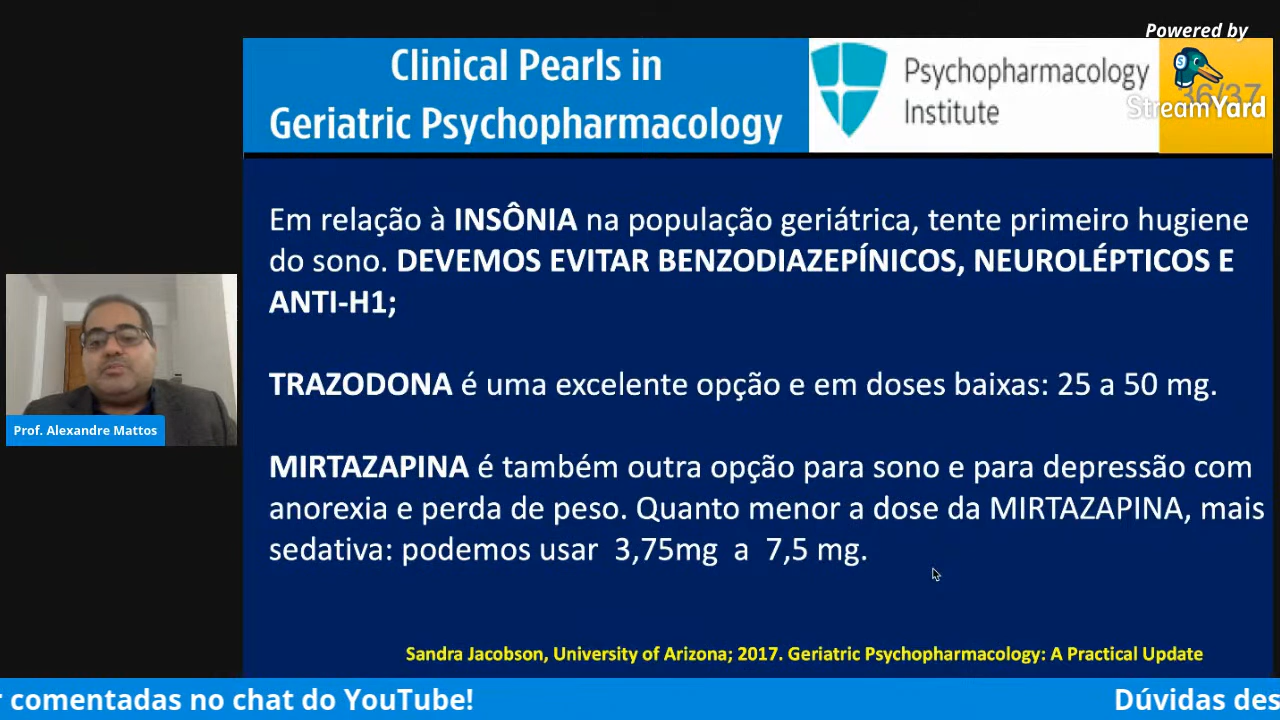 Powered by
StreamYard
Clinical Pearls in
Geriatric Psychopharmacology
Psychopharmacology
Institute
36/37
Em relação à INSÔNIA na população geriátrica, tente primeiro hugiene
do sono. DEVEMOS EVITAR BENZODIAZEPÍNICOS, NEUROLÉPTICOS E
ANTI-H1;
TRAZODONA é uma excelente opção e em doses baixas: 25 a 50 mg.
MIRTAZAPINA é também outra opção para sono e para depressão com
anorexia e perda de peso. Quanto menor a dose da MIRTAZAPINA, mais
sedativa: podemos usar 3,75mg a 7,5 mg.
Sandra Jacobson, University of Arizona; 2017. Geriatric Psychopharmacology: A Practical Update
Prof. Alexandre Mattos
r comentadas no chat do YouTube! Dúvidas des